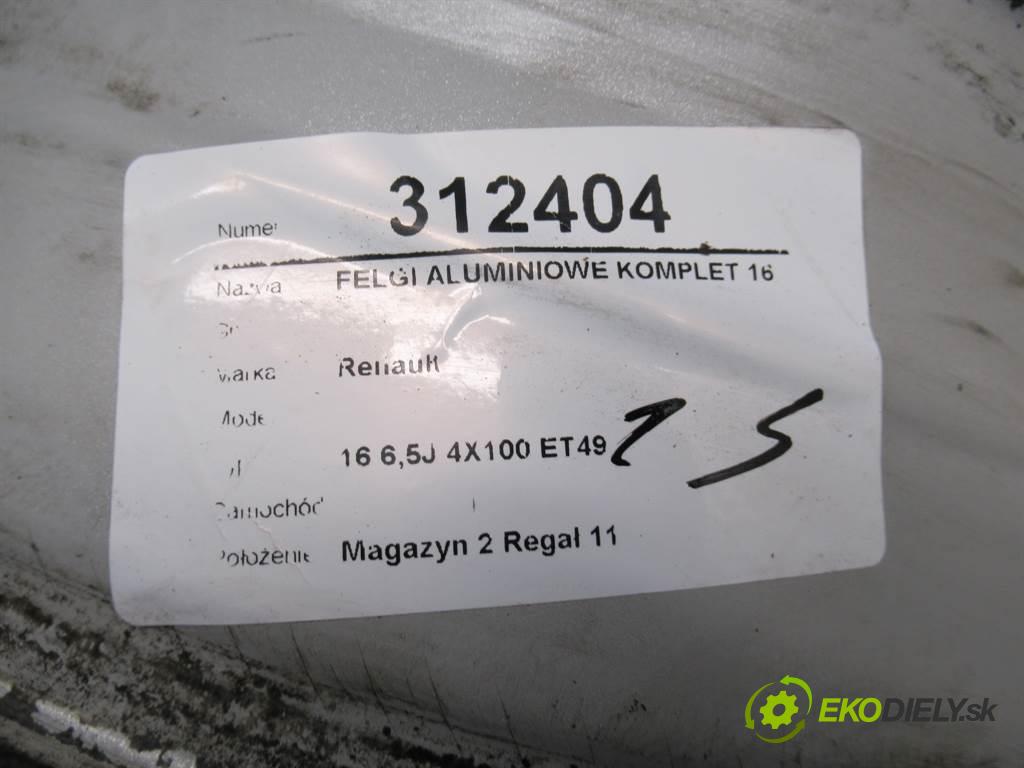 Numer 312404
Nazwa FELGI ALUMINIOWE KOMPLET 16
Marka Renault
Model
16 6,5J 4X100 ET49
Samochód
Położenie Magazyn 2 Regał 11
EKODIELY.sk